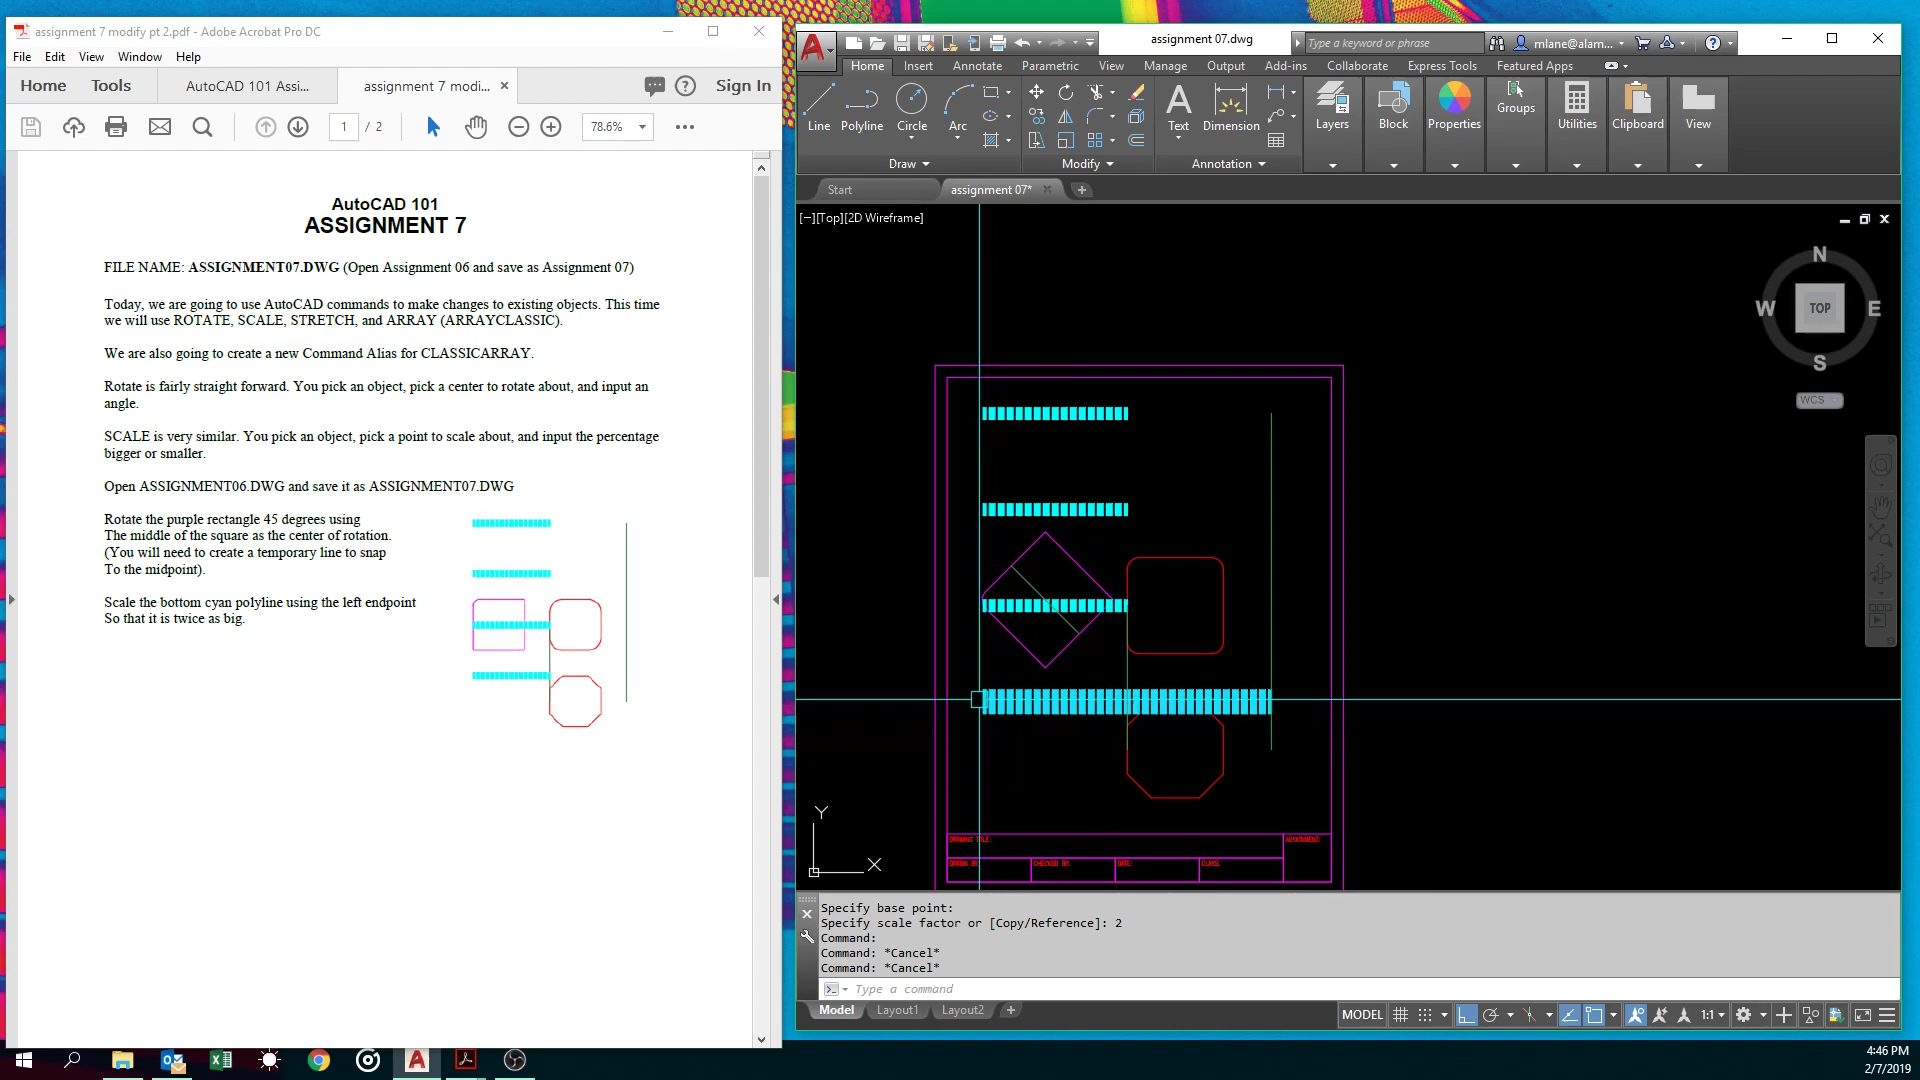 assignment 7 modify pt 2.pdf - Adobe Acrobat Pro DC
File Edit View Window Help
Home Tools AutoCAD 101 Assi... assignment 7 modi... × Sign In
1 / 2 78.6%
AutoCAD 101
ASSIGNMENT 7
FILE NAME: ASSIGNMENT07.DWG (Open Assignment 06 and save as Assignment 07)
Today, we are going to use AutoCAD commands to make changes to existing objects. This time
we will use ROTATE, SCALE, STRETCH, and ARRAY (ARRAYCLASSIC).
We are also going to create a new Command Alias for CLASSICARRAY.
Rotate is fairly straight forward. You pick an object, pick a center to rotate about, and input an
angle.
SCALE is very similar. You pick an object, pick a point to scale about, and input the percentage
bigger or smaller.
Open ASSIGNMENT06.DWG and save it as ASSIGNMENT07.DWG
Rotate the purple rectangle 45 degrees using
The middle of the square as the center of rotation.
(You will need to create a temporary line to snap
To the midpoint).
Scale the bottom cyan polyline using the left endpoint
So that it is twice as big.
assignment 07.dwg Type a keyword or phrase mlane@alam...
Home Insert Annotate Parametric View Manage Output Add-ins Collaborate Express Tools Featured Apps
Line Polyline Circle Arc Text Dimension Layers Block Properties Groups Utilities Clipboard View
Draw Modify Annotation
Start assignment 07*
[−][Top][2D Wireframe]
N
W TOP E
S
WCS
Y
X
DRAWING TITLE: ASSIGNMENT:
DRAWN BY: CHECKED BY: DATE: CLASS:
Specify base point:
Specify scale factor or [Copy/Reference]: 2
Command:
Command: *Cancel*
Command: *Cancel*
Type a command
Model Layout1 Layout2 + MODEL 1:1
4:46 PM
2/7/2019